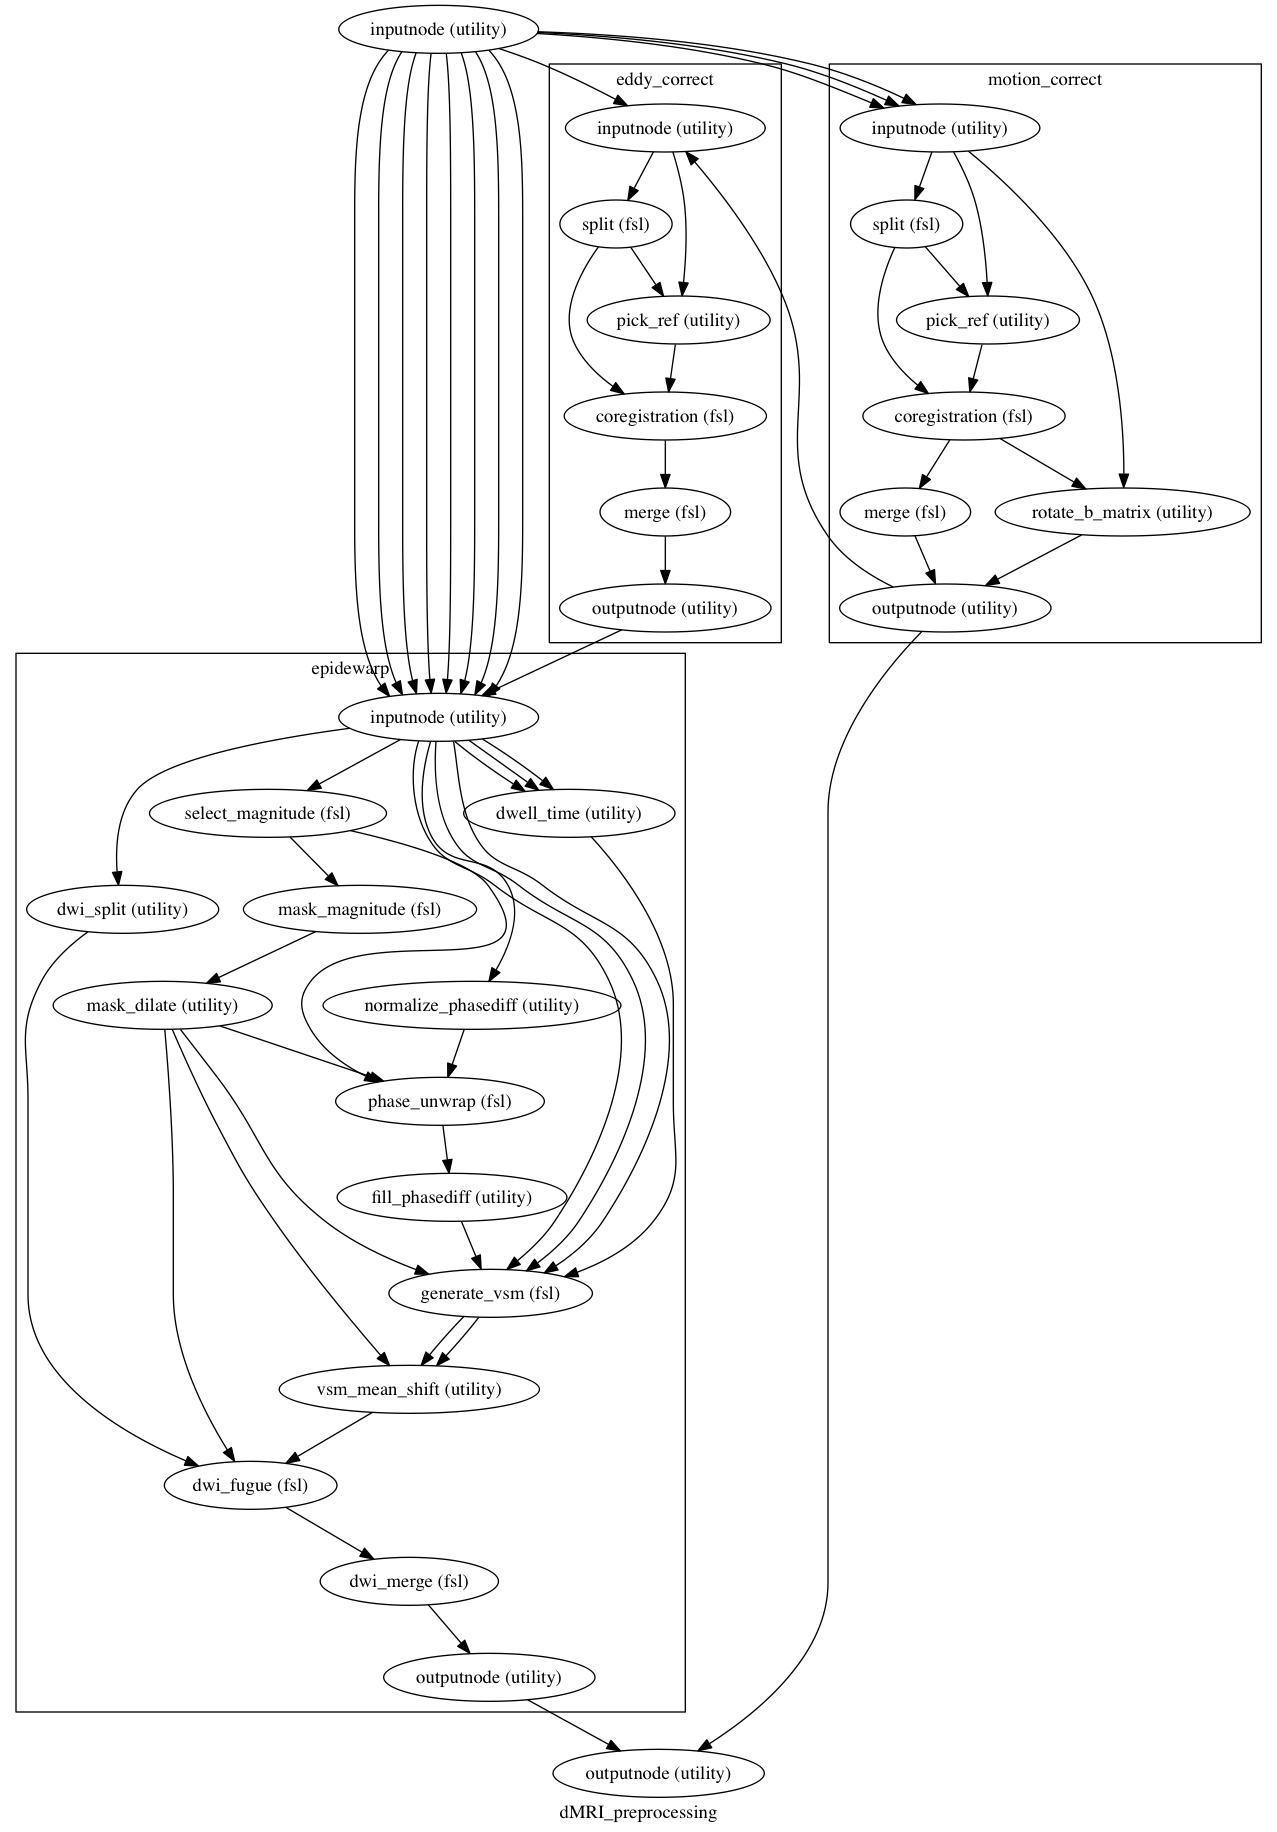 inputnode (utility)
eddy_correct
inputnode (utility)
split (fsl)
pick_ref (utility)
coregistration (fsl)
merge (fsl)
outputnode (utility)
motion_correct
inputnode (utility)
split (fsl)
pick_ref (utility)
coregistration (fsl)
merge (fsl)
rotate_b_matrix (utility)
outputnode (utility)
epidewarp
inputnode (utility)
select_magnitude (fsl)
dwell_time (utility)
dwi_split (utility)
mask_magnitude (fsl)
mask_dilate (utility)
normalize_phasediff (utility)
phase_unwrap (fsl)
fill_phasediff (utility)
generate_vsm (fsl)
vsm_mean_shift (utility)
dwi_fugue (fsl)
dwi_merge (fsl)
outputnode (utility)
outputnode (utility)
dMRI_preprocessing